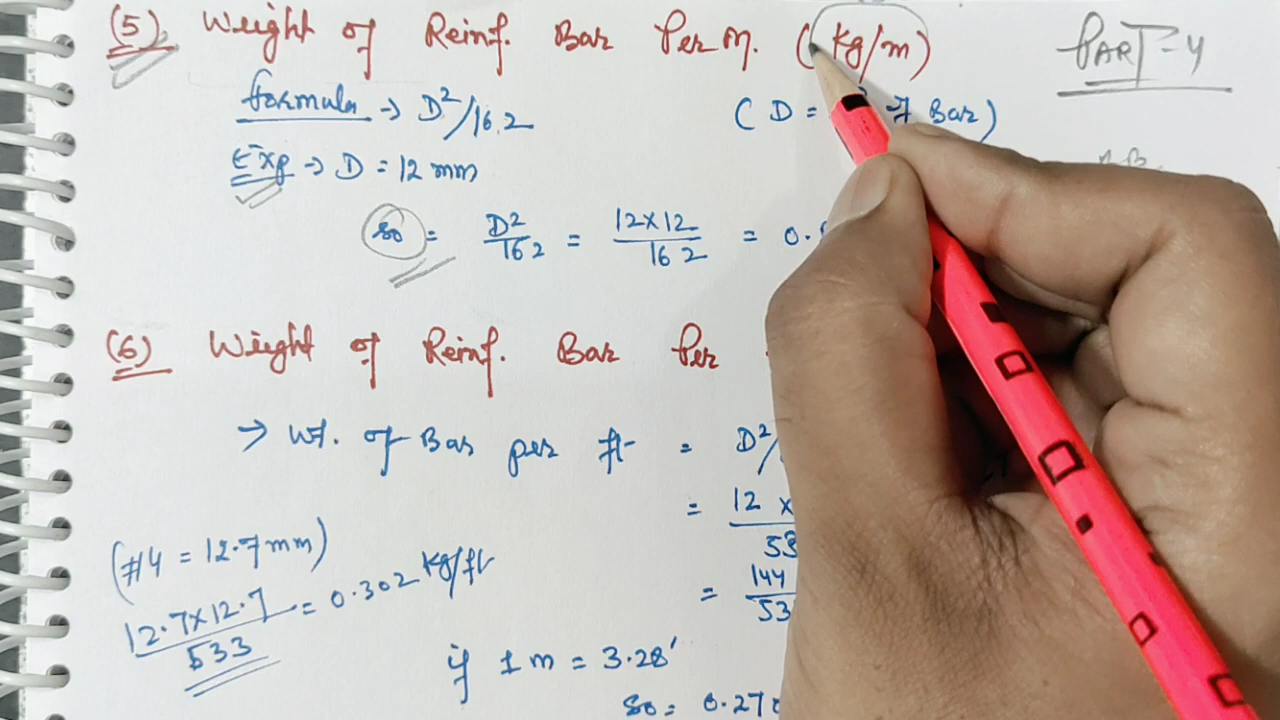 (5) Weight of Reinf. Bar Per m. (kg/m)
PART-4
formula → D²/162
(D = 7 Bar)
Exp → D = 12 mm
so = D²/162 = 12×12/162 = 0.
(6) Weight of Reinf. Bar Per
→ wt. of Bar per ft = D²/
= 12 ×
53
(#4 = 12.7mm)
= 144
53
12.7×12.7/533 = 0.302 kg/ft
if 1 m = 3.28'
so = 0.270